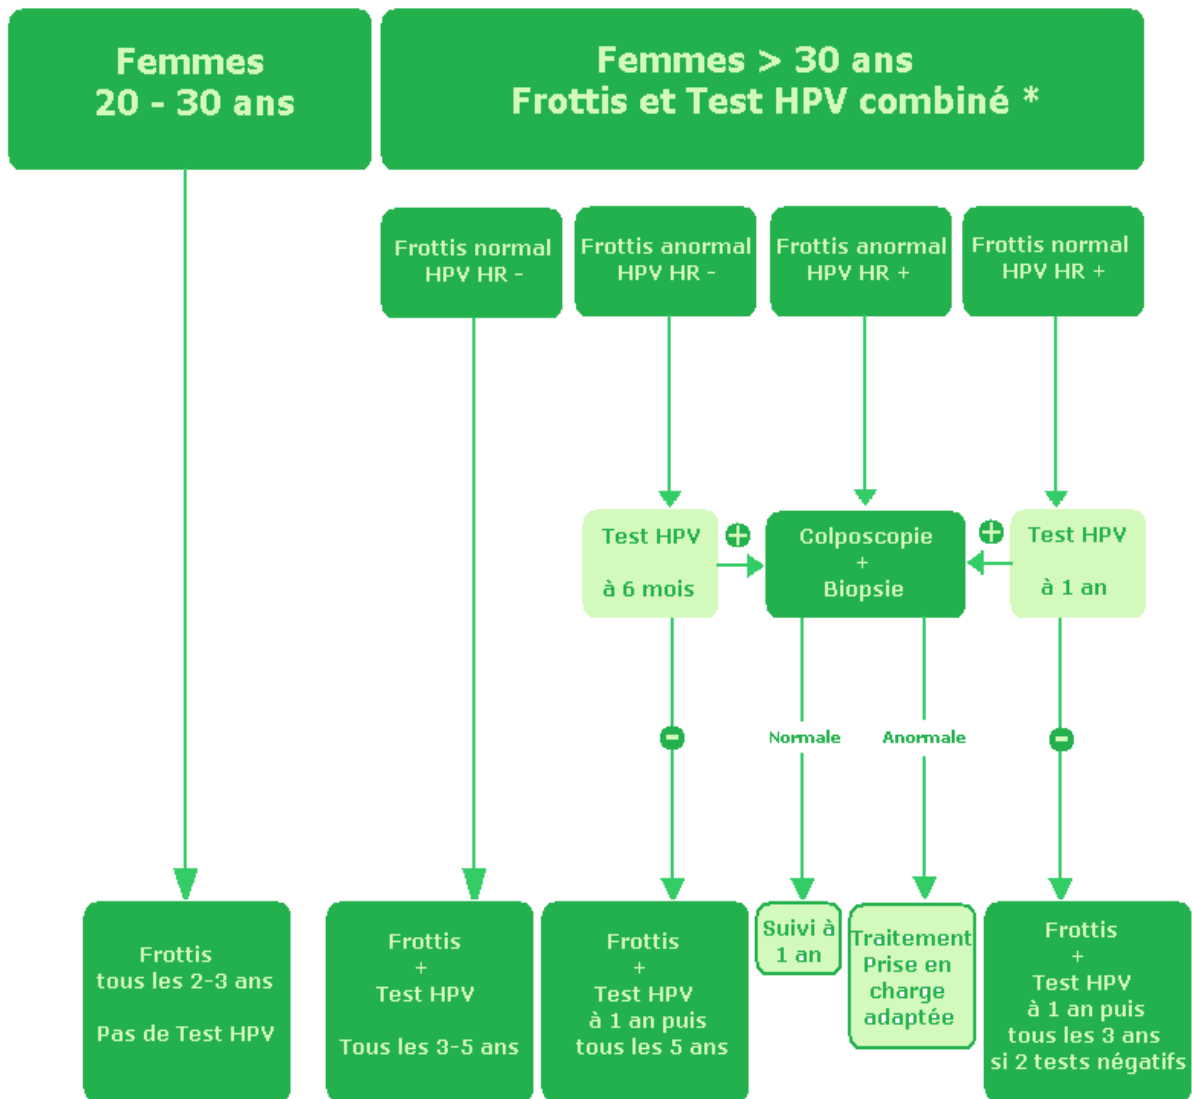 Femmes
20 - 30 ans
Femmes > 30 ans
Frottis et Test HPV combiné *
Frottis normal
HPV HR -
Frottis anormal
HPV HR -
Frottis anormal
HPV HR +
Frottis normal
HPV HR +
Test HPV
à 6 mois
+
Colposcopie
+
Biopsie
+
Test HPV
à 1 an
-
Normale
Anormale
-
Frottis
tous les 2-3 ans
Pas de Test HPV
Frottis
+
Test HPV
Tous les 3-5 ans
Frottis
+
Test HPV
à 1 an puis
tous les 5 ans
Suivi à
1 an
Traitement
Prise en
charge
adaptée
Frottis
+
Test HPV
à 1 an puis
tous les 3 ans
si 2 tests négatifs